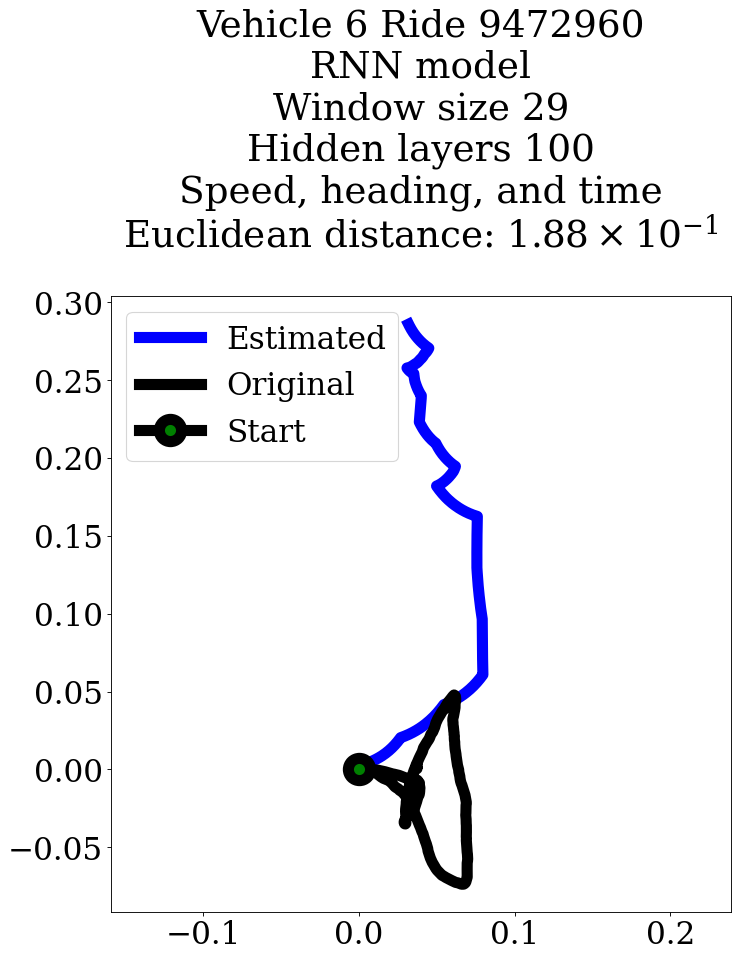 Vehicle 6 Ride 9472960
RNN model
Window size 29
Hidden layers 100
Speed, heading, and time
Euclidean distance: 1.88 × 10⁻¹
0.30
0.25
0.20
0.15
0.10
0.05
0.00
−0.05
Estimated
Original
Start
−0.1
0.0
0.1
0.2